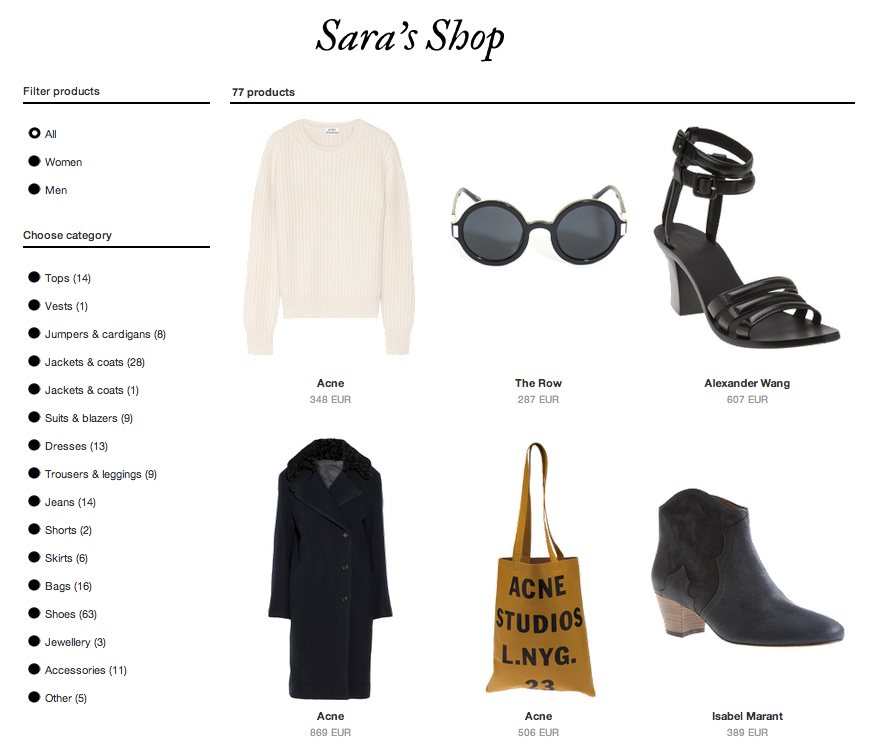 Sara's Shop
Filter products
All
Women
Men
Choose category
Tops (14)
Vests (1)
Jumpers & cardigans (8)
Jackets & coats (28)
Jackets & coats (1)
Suits & blazers (9)
Dresses (13)
Trousers & leggings (9)
Jeans (14)
Shorts (2)
Skirts (6)
Bags (16)
Shoes (63)
Jewellery (3)
Accessories (11)
Other (5)
77 products
Acne
348 EUR
The Row
287 EUR
Alexander Wang
607 EUR
ACNE
STUDIOS
L.NYG.
23
Acne
869 EUR
Acne
506 EUR
Isabel Marant
389 EUR